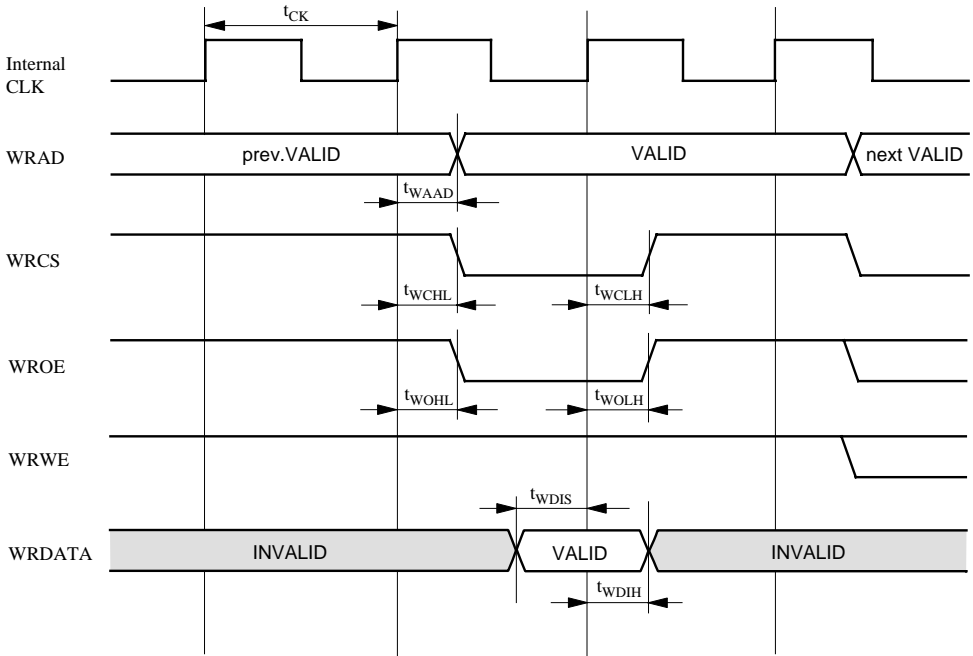 tCK
Internal
CLK
WRAD
prev.VALID
VALID
next VALID
tWAAD
WRCS
tWCHL
tWCLH
WROE
tWOHL
tWOLH
WRWE
tWDIS
WRDATA
INVALID
VALID
INVALID
tWDIH